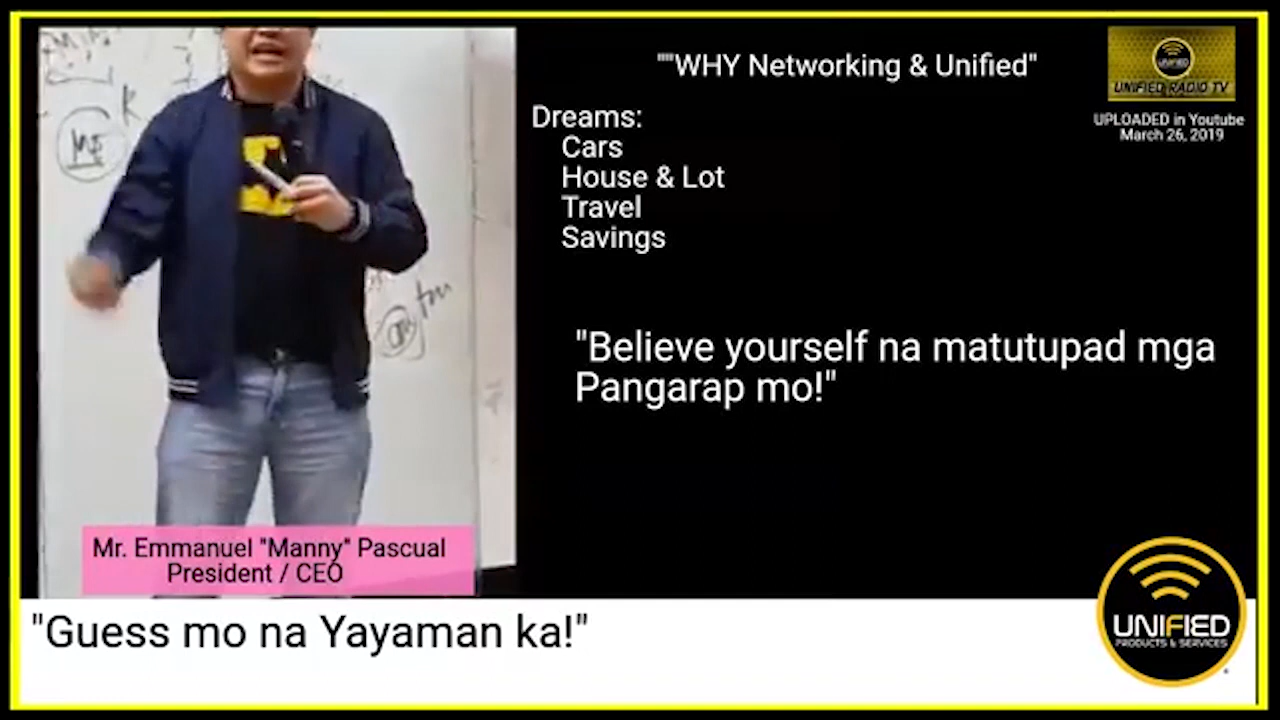 ""WHY Networking & Unified"
UNIFIED
UNIFIED RADIO TV
UPLOADED in Youtube
March 26, 2019
Dreams:
Cars
House & Lot
Travel
Savings
"Believe yourself na matutupad mga
Pangarap mo!"
Mr. Emmanuel "Manny" Pascual
President / CEO
"Guess mo na Yayaman ka!"
UNIFIED
PRODUCTS & SERVICES